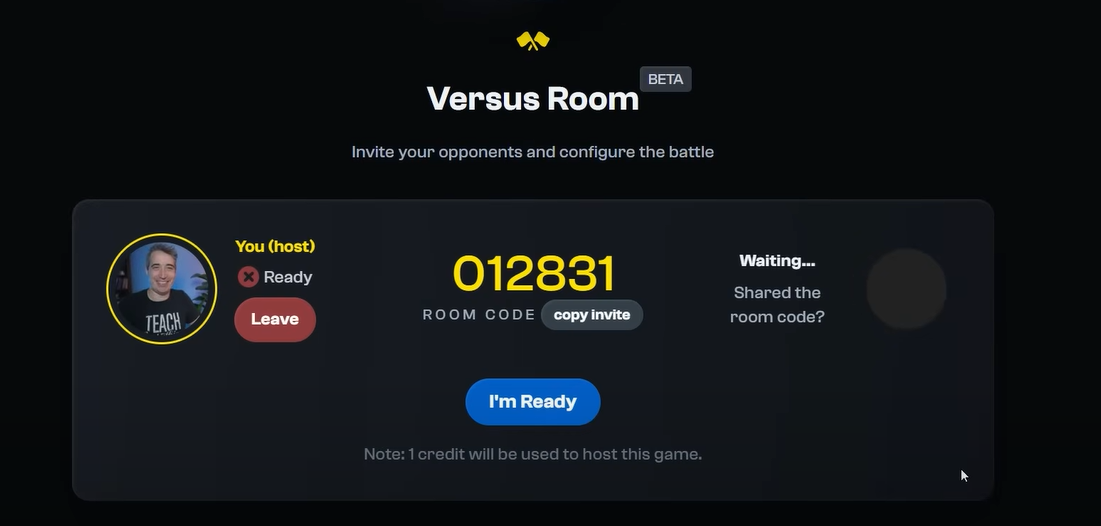 BETA
Versus Room
Invite your opponents and configure the battle
You (host)
Ready
Leave
TEACH
012831
ROOM CODE copy invite
Waiting...
Shared the
room code?
I'm Ready
Note: 1 credit will be used to host this game.